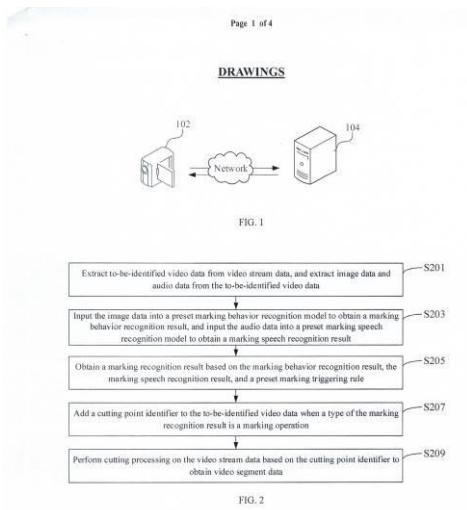 Page 1 of 4
DRAWINGS
102
104
Network
FIG. 1
Extract to-be-identified video data from video stream data, and extract image data and
audio data from the to-be-identified video data
S201
Input the image data into a preset marking behavior recognition model to obtain a marking
behavior recognition result, and input the audio data into a preset marking speech
recognition model to obtain a marking speech recognition result
S203
Obtain a marking recognition result based on the marking behavior recognition result, the
marking speech recognition result, and a preset marking triggering rule
S205
Add a cutting point identifier to the to-be-identified video data when a type of the marking
recognition result is a marking operation
S207
Perform cutting processing on the video stream data based on the cutting point identifier to
obtain video segment data
S209
FIG. 2